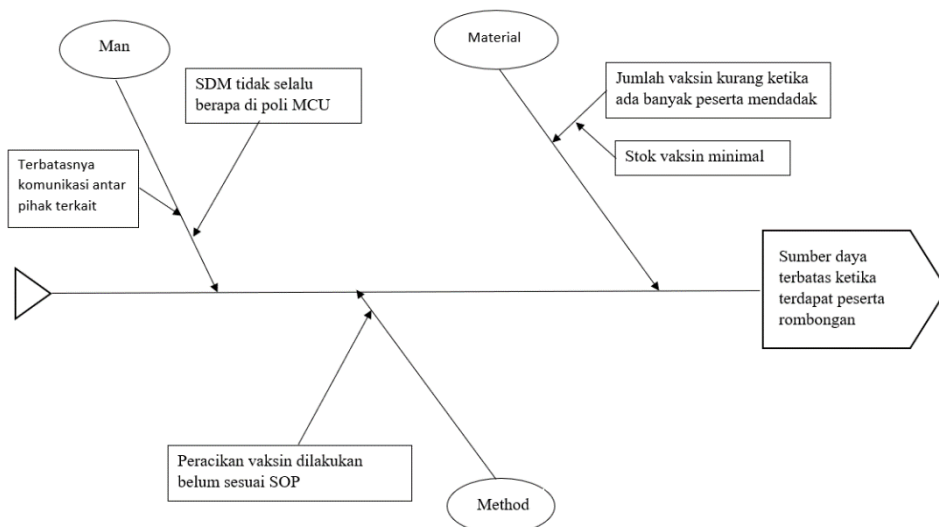 Man
SDM tidak selalu
berapa di poli MCU
Terbatasnya
komunikasi antar
pihak terkait
Material
Jumlah vaksin kurang ketika
ada banyak peserta mendadak
Stok vaksin minimal
Sumber daya
terbatas ketika
terdapat peserta
rombongan
Peracikan vaksin dilakukan
belum sesuai SOP
Method